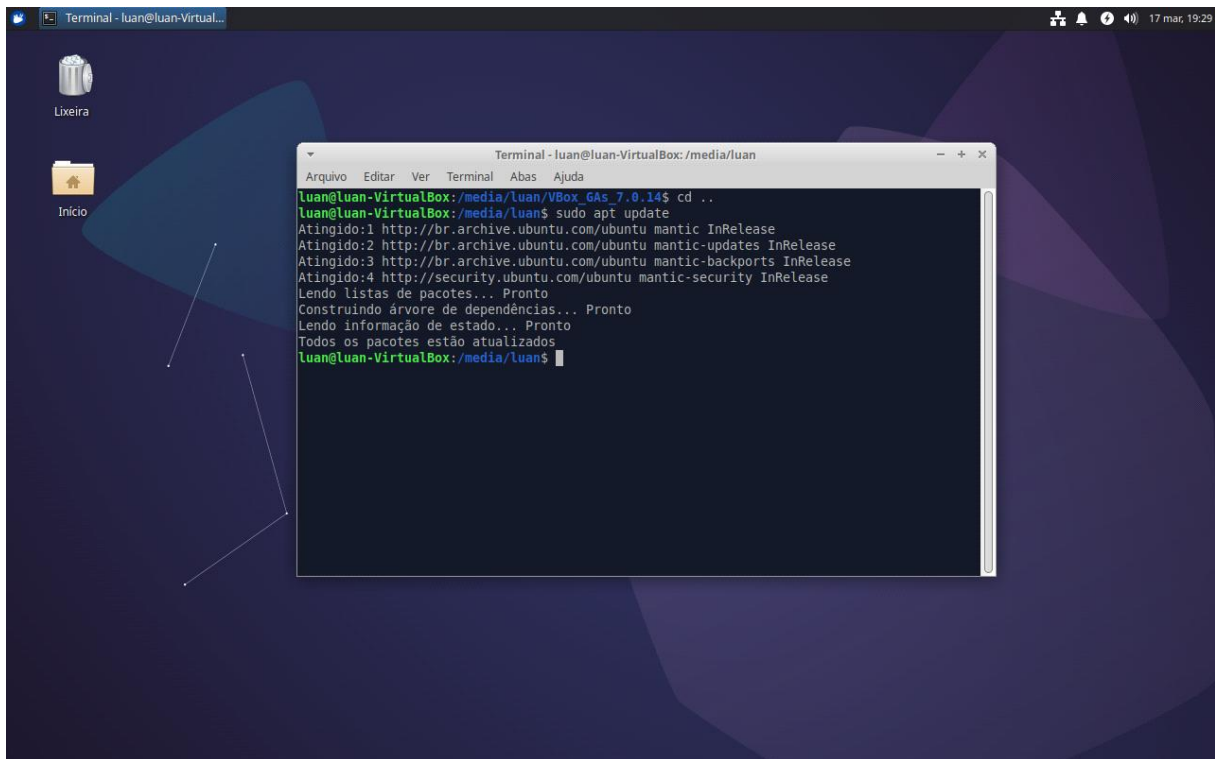 Terminal - luan@luan-Virtual...
17 mar, 19:29
Lixeira
Início
Terminal - luan@luan-VirtualBox: /media/luan
Arquivo Editar Ver Terminal Abas Ajuda
luan@luan-VirtualBox:/media/luan/VBox_GAs_7.0.14$ cd ..
luan@luan-VirtualBox:/media/luan$ sudo apt update
Atingido:1 http://br.archive.ubuntu.com/ubuntu mantic InRelease
Atingido:2 http://br.archive.ubuntu.com/ubuntu mantic-updates InRelease
Atingido:3 http://br.archive.ubuntu.com/ubuntu mantic-backports InRelease
Atingido:4 http://security.ubuntu.com/ubuntu mantic-security InRelease
Lendo listas de pacotes... Pronto
Construindo árvore de dependências... Pronto
Lendo informação de estado... Pronto
Todos os pacotes estão atualizados
luan@luan-VirtualBox:/media/luan$